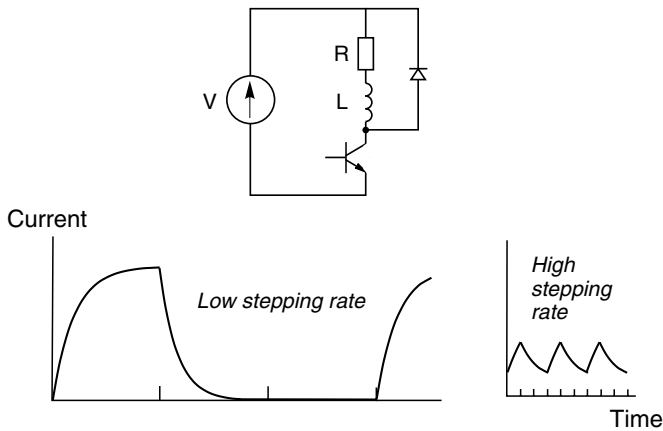 R
V
L
Current
Low stepping rate
High
stepping
rate
Time